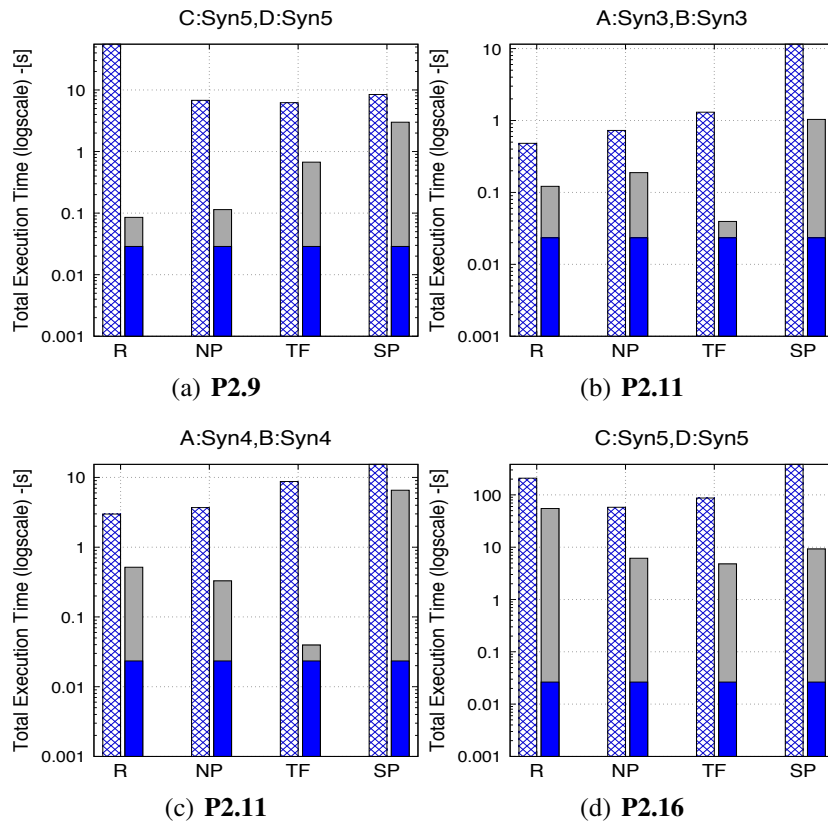 C:Syn5,D:Syn5
Total Execution Time (logscale) -[s]
10
1
0.1
0.01
0.001
R NP TF SP
(a) P2.9
A:Syn3,B:Syn3
Total Execution Time (logscale) -[s]
10
1
0.1
0.01
0.001
R NP TF SP
(b) P2.11
A:Syn4,B:Syn4
Total Execution Time (logscale) -[s]
10
1
0.1
0.01
0.001
R NP TF SP
(c) P2.11
C:Syn5,D:Syn5
Total Execution Time (logscale) -[s]
100
10
1
0.1
0.01
0.001
R NP TF SP
(d) P2.16